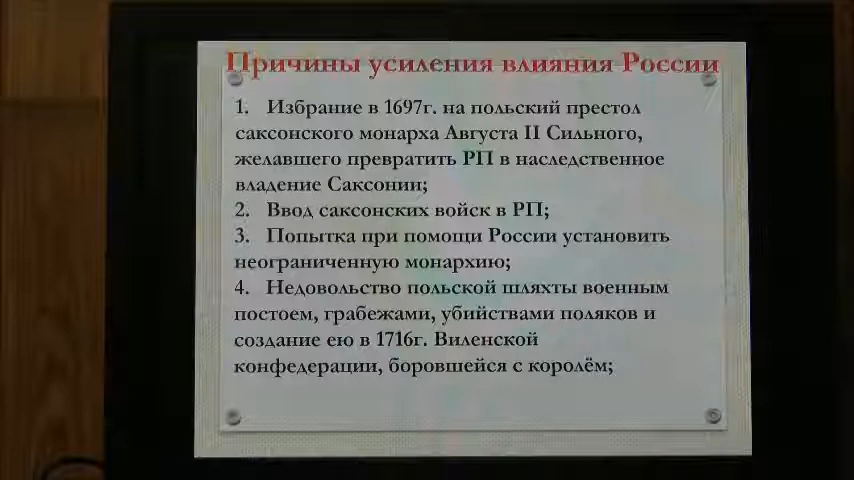 Причины усиления влияния России
1. Избрание в 1697г. на польский престол
саксонского монарха Августа II Сильного,
желавшего превратить РП в наследственное
владение Саксонии;
2. Ввод саксонских войск в РП;
3. Попытка при помощи России установить
неограниченную монархию;
4. Недовольство польской шляхты военным
постоем, грабежами, убийствами поляков и
создание ею в 1716г. Виленской
конфедерации, боровшейся с королём;